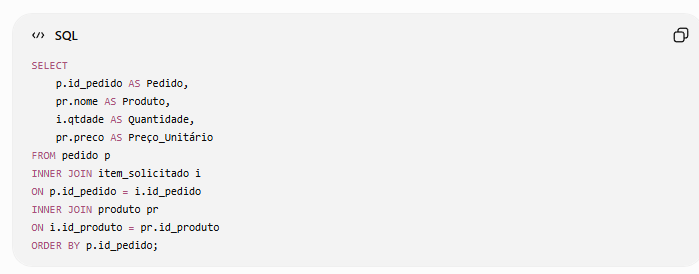 </> SQL
SELECT
    p.id_pedido AS Pedido,
    pr.nome AS Produto,
    i.qtdade AS Quantidade,
    pr.preco AS Preço_Unitário
FROM pedido p
INNER JOIN item_solicitado i
ON p.id_pedido = i.id_pedido
INNER JOIN produto pr
ON i.id_produto = pr.id_produto
ORDER BY p.id_pedido;